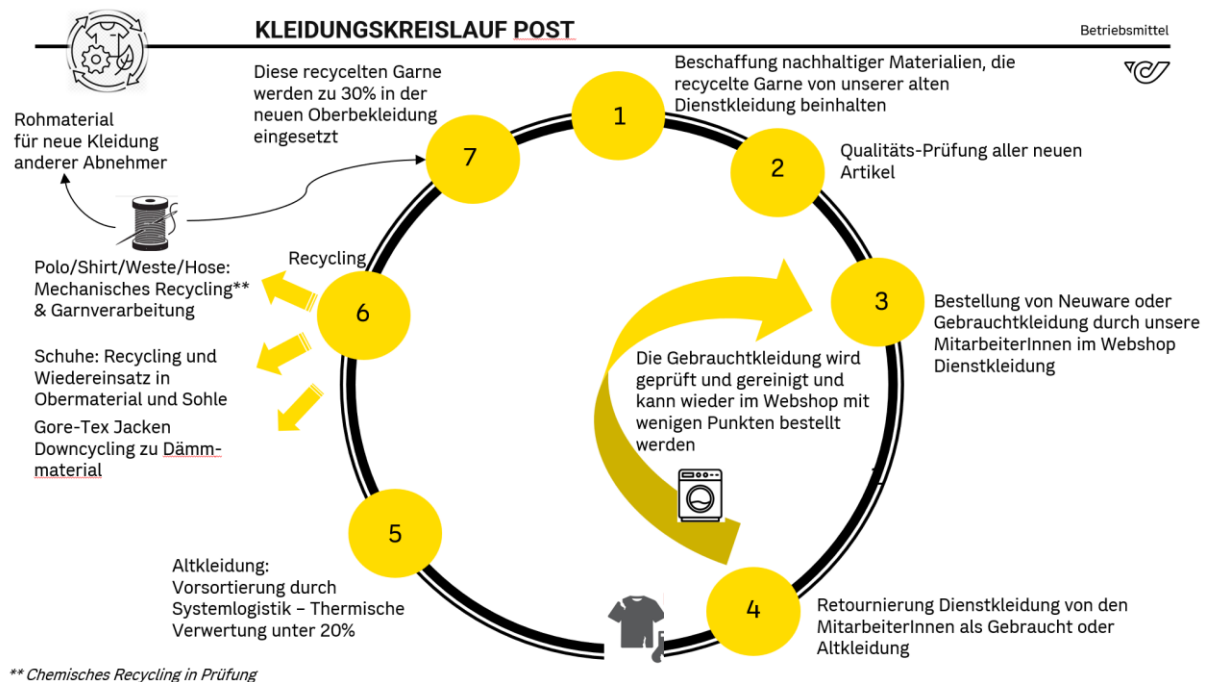 KLEIDUNGSKREISLAUF POST
Betriebsmittel
1
Beschaffung nachhaltiger Materialien, die
recycelte Garne von unserer alten
Dienstkleidung beinhalten
2
Qualitäts-Prüfung aller neuen
Artikel
3
Bestellung von Neuware oder
Gebrauchtkleidung durch unsere
MitarbeiterInnen im Webshop
Dienstkleidung
Die Gebrauchtkleidung wird
geprüft und gereinigt und
kann wieder im Webshop mit
wenigen Punkten bestellt
werden
4
Retournierung Dienstkleidung von den
MitarbeiterInnen als Gebraucht oder
Altkleidung
5
Altkleidung:
Vorsortierung durch
Systemlogistik – Thermische
Verwertung unter 20%
6
Recycling
Polo/Shirt/Weste/Hose:
Mechanisches Recycling**
& Garnverarbeitung
Schuhe: Recycling und
Wiedereinsatz in
Obermaterial und Sohle
Gore-Tex Jacken
Downcycling zu Dämm-
material
Rohmaterial
für neue Kleidung
anderer Abnehmer
7
Diese recycelten Garne
werden zu 30% in der
neuen Oberbekleidung
eingesetzt
** Chemisches Recycling in Prüfung